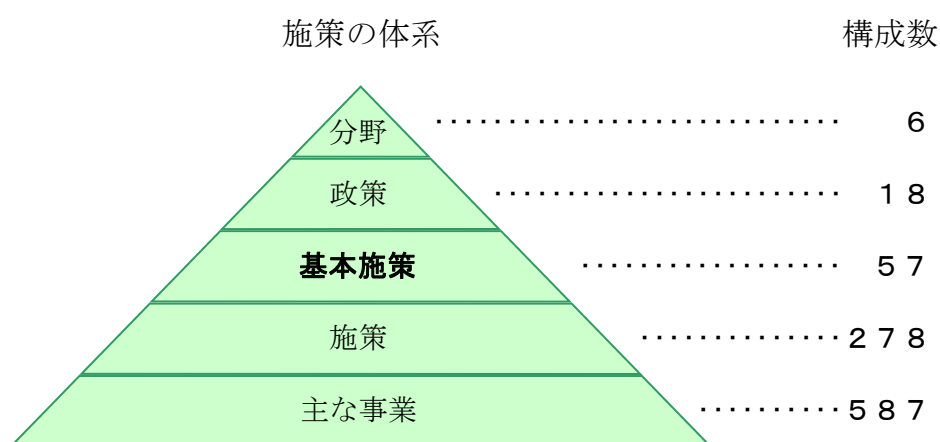 施策の体系 構成数
分野 ‥‥‥‥‥‥‥‥‥‥‥‥‥‥ ６
政策 ‥‥‥‥‥‥‥‥‥‥‥‥ １８
基本施策 ‥‥‥‥‥‥‥‥‥ ５７
施策 ‥‥‥‥‥‥‥２７８
主な事業 ‥‥‥‥‥５８７